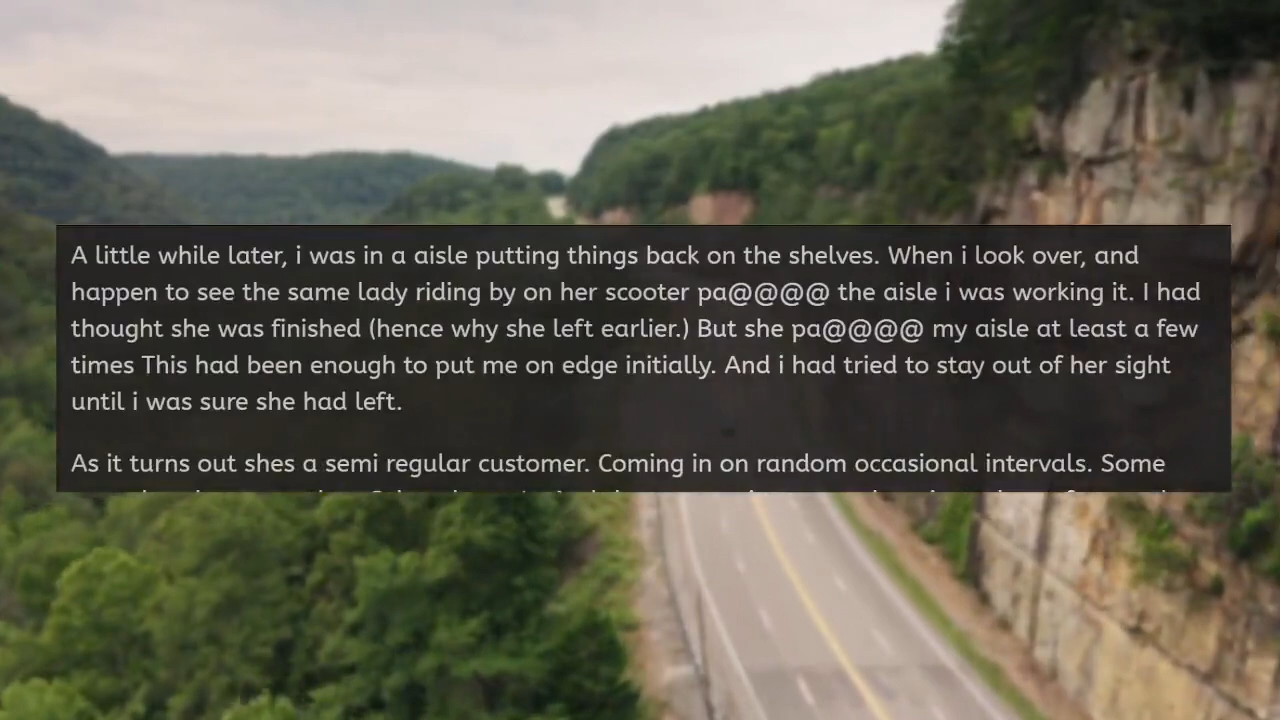 A little while later, i was in a aisle putting things back on the shelves. When i look over, and
happen to see the same lady riding by on her scooter pa@@@@ the aisle i was working it. I had
thought she was finished (hence why she left earlier.) But she pa@@@@ my aisle at least a few
times This had been enough to put me on edge initially. And i had tried to stay out of her sight
until i was sure she had left.
As it turns out shes a semi regular customer. Coming in on random occasional intervals. Some